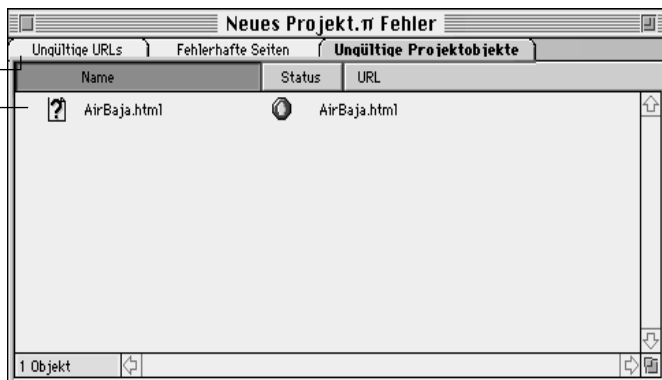 Neues Projekt.π Fehler
Ungültige URLs Fehlerhafte Seiten Ungültige Projektobjekte
Name Status URL
AirBaja.html AirBaja.html
1 Objekt